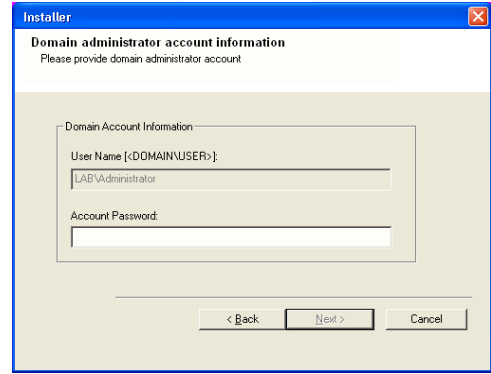 Installer
Domain administrator account information
Please provide domain administrator account
Domain Account Information
User Name [<DOMAIN\USER>]:
LAB\Administrator
Account Password:
< Back
Next >
Cancel